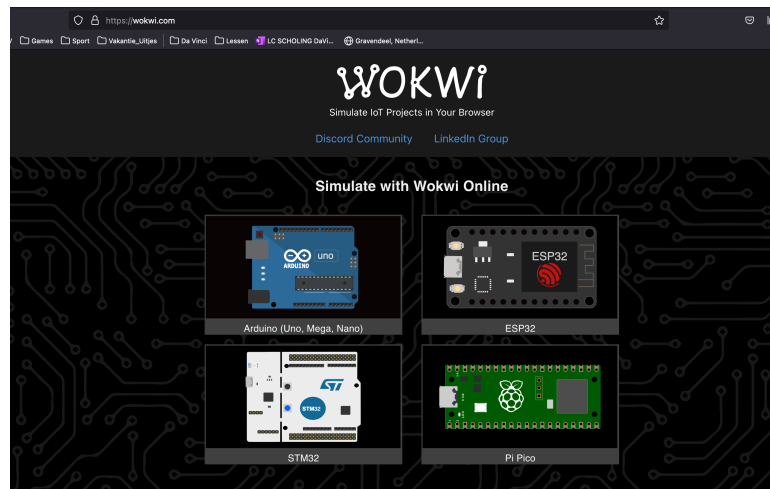 https://wokwi.com
Games Sport Vakantie_Uitjes Da Vinci Lessen LC SCHOLING DaVi... Gravendeel, Netherl...
WOKWi
Simulate IoT Projects in Your Browser
Discord Community LinkedIn Group
Simulate with Wokwi Online
uno
ARDUINO
ESP32
Arduino (Uno, Mega, Nano)
ESP32
ST
STM32
STM32
Pi Pico